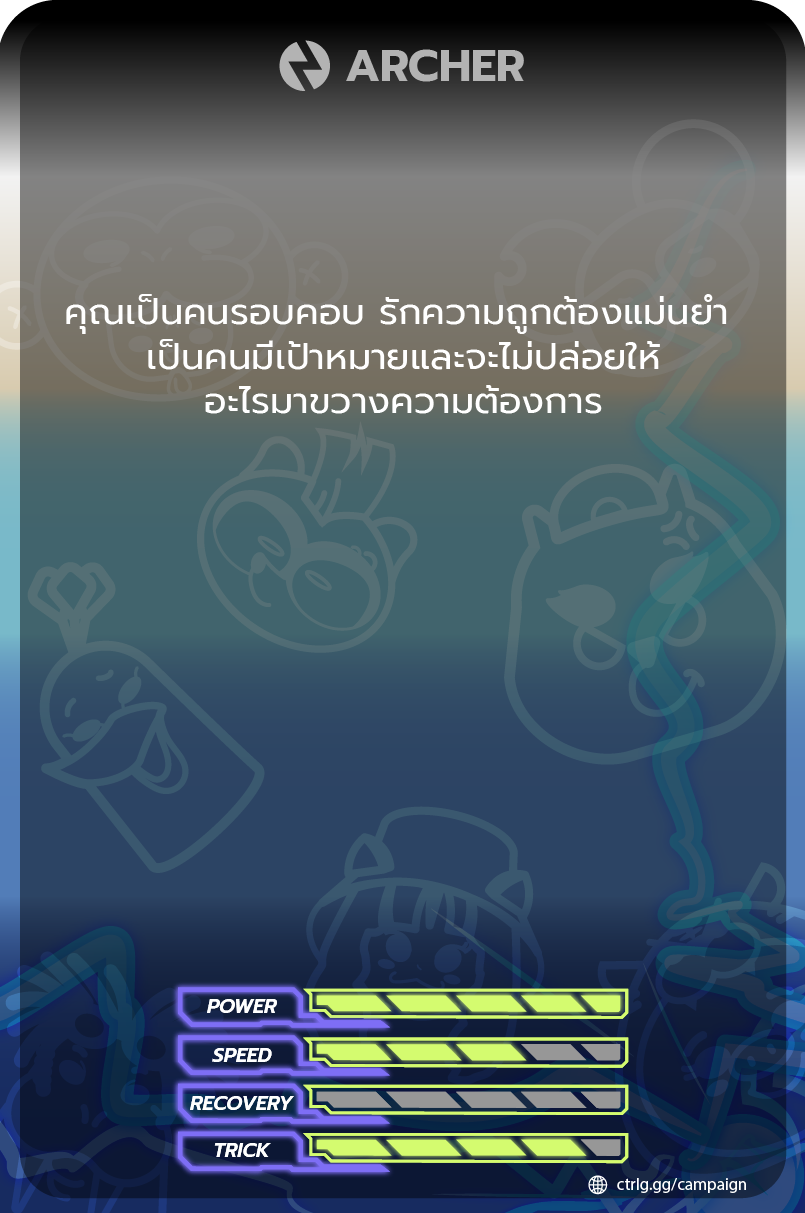 ARCHER
คุณเป็นคนรอบคอบ รักความถูกต้องแม่นยำ
เป็นคนมีเป้าหมายและจะไม่ปล่อยให้
อะไรมาขวางความต้องการ
POWER
SPEED
RECOVERY
TRICK
ctrlg.gg/campaign